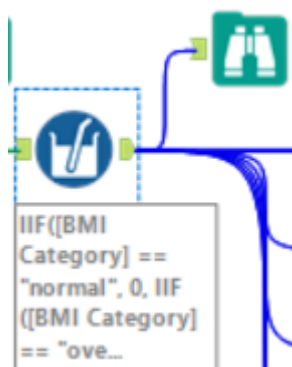 IIF([BMI
Category] ==
"normal", 0, IIF
([BMI Category]
== "ove...